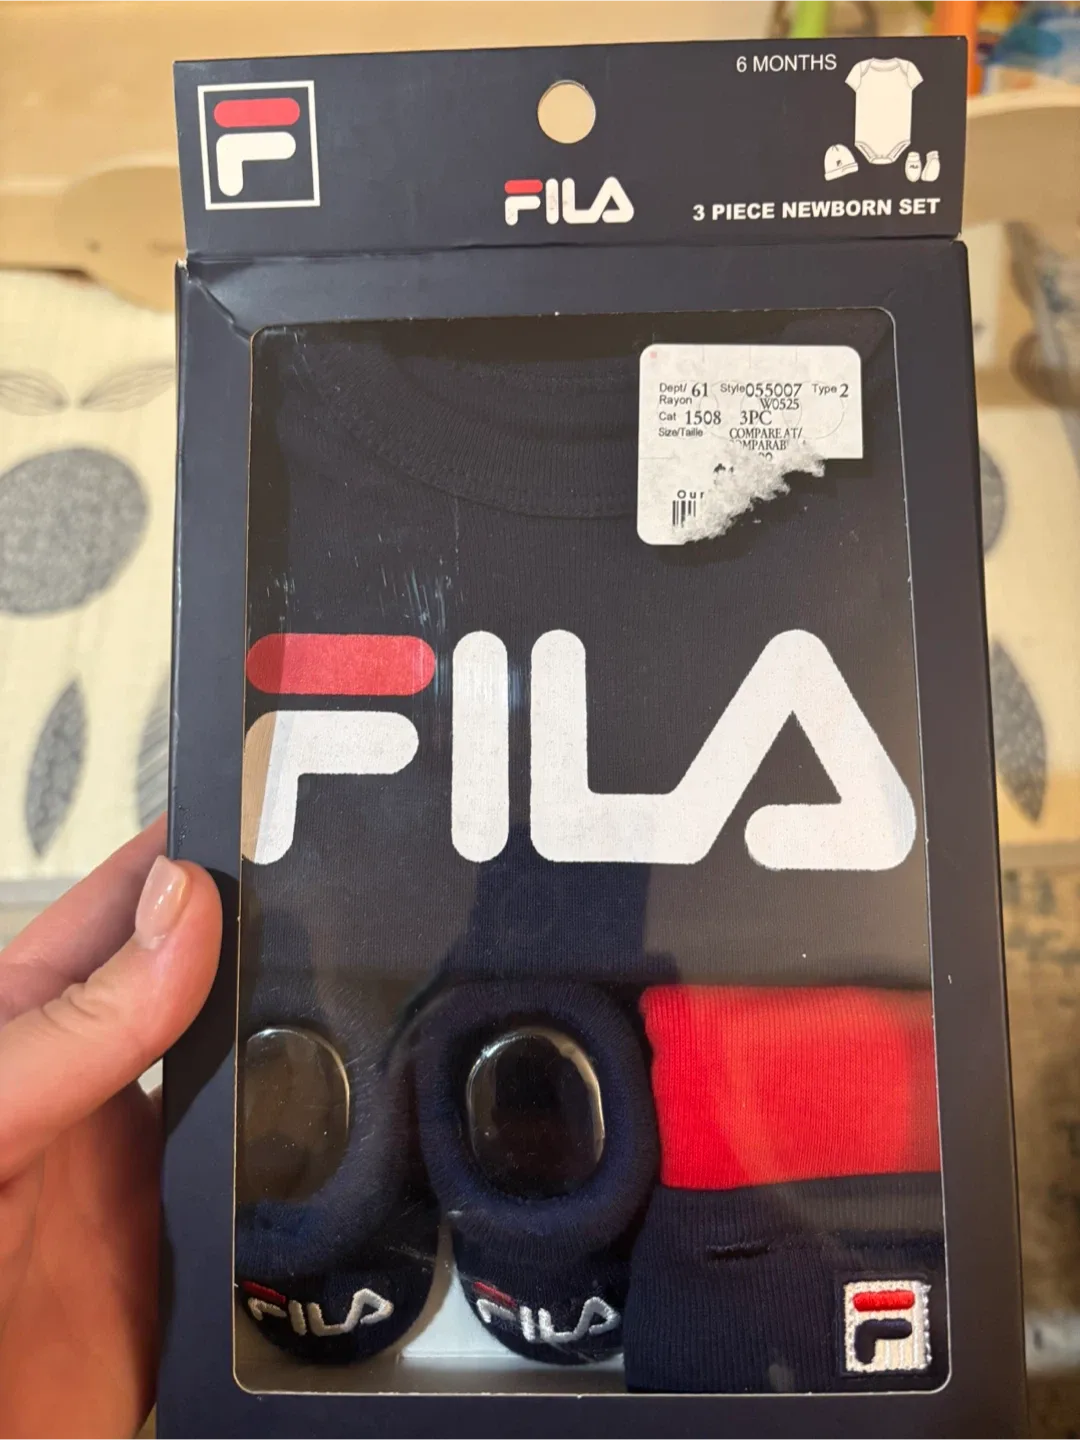 6 MONTHS
FILA
3 PIECE NEWBORN SET
Dept/ 61 Style 055007 Type 2
Rayon W0525
Cat 1508 3PC
Size/Taille COMPARE AT/
Our
FILA
FILA
FILA